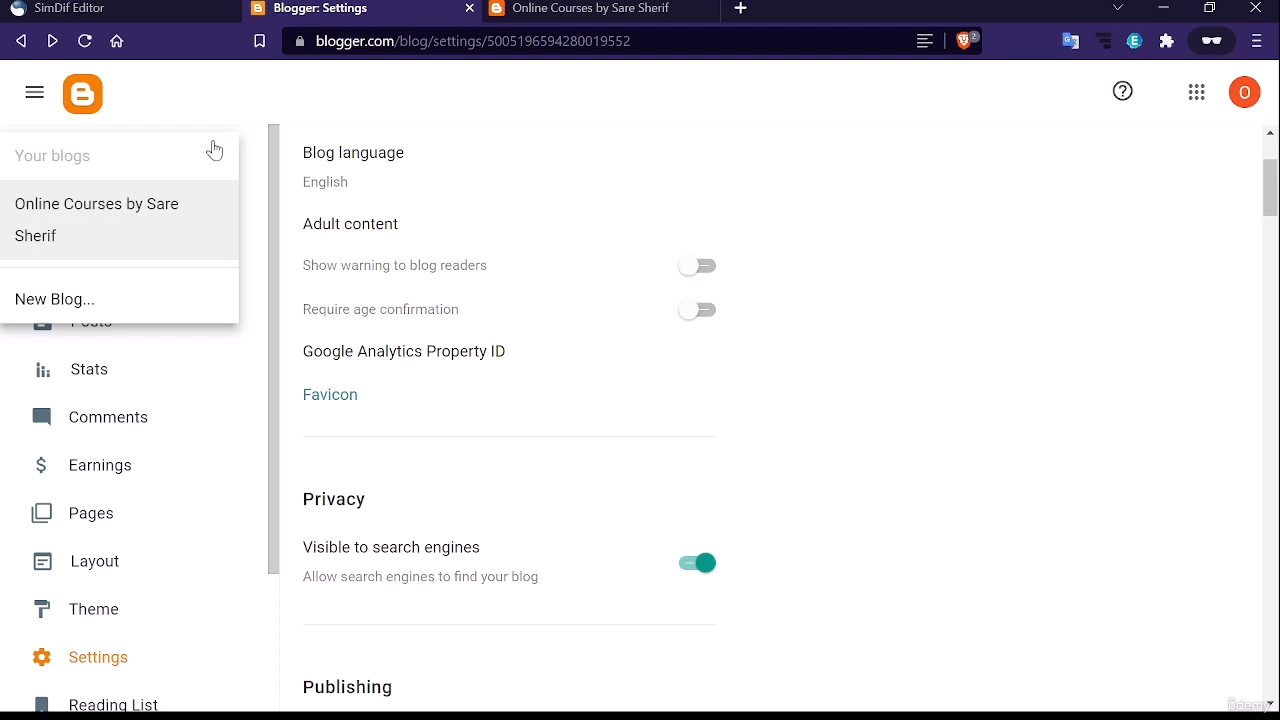 SimDif Editor
Blogger: Settings
Online Courses by Sare Sherif
blogger.com/blog/settings/5005196594280019552
2
O
Your blogs
Online Courses by Sare
Sherif
New Blog...
Posts
Stats
Comments
Earnings
Pages
Layout
Theme
Settings
Reading List
Blog language
English
Adult content
Show warning to blog readers
Require age confirmation
Google Analytics Property ID
Favicon
Privacy
Visible to search engines
Allow search engines to find your blog
Publishing
Udemy